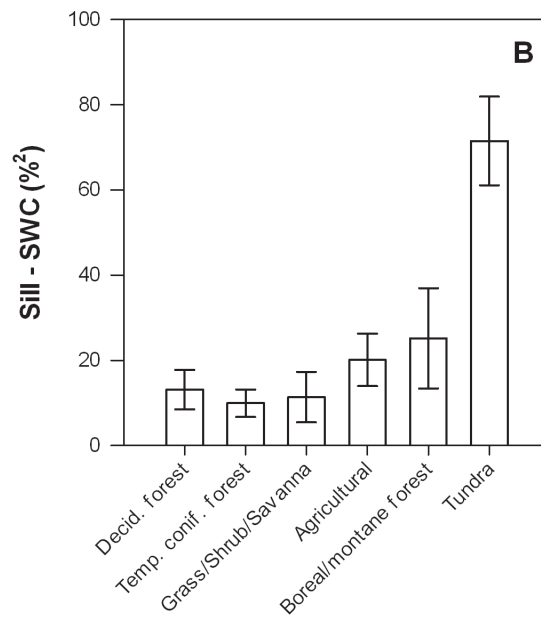 100
B
80
60
40
20
0
Sill - SWC (%²)
Decid. forest
Temp. conif. forest
Grass/Shrub/Savanna
Agricultural
Boreal/montane forest
Tundra